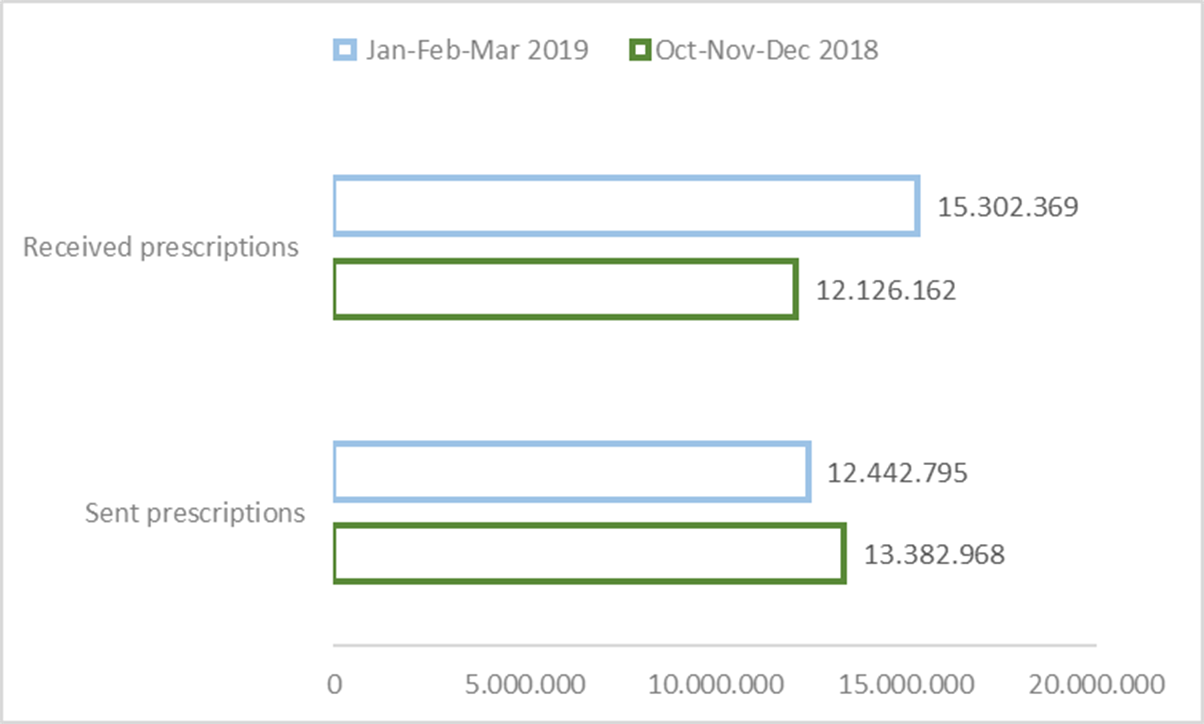 Jan-Feb-Mar 2019 Oct-Nov-Dec 2018
15.302.369
Received prescriptions
12.126.162
12.442.795
Sent prescriptions
13.382.968
0 5.000.000 10.000.000 15.000.000 20.000.000